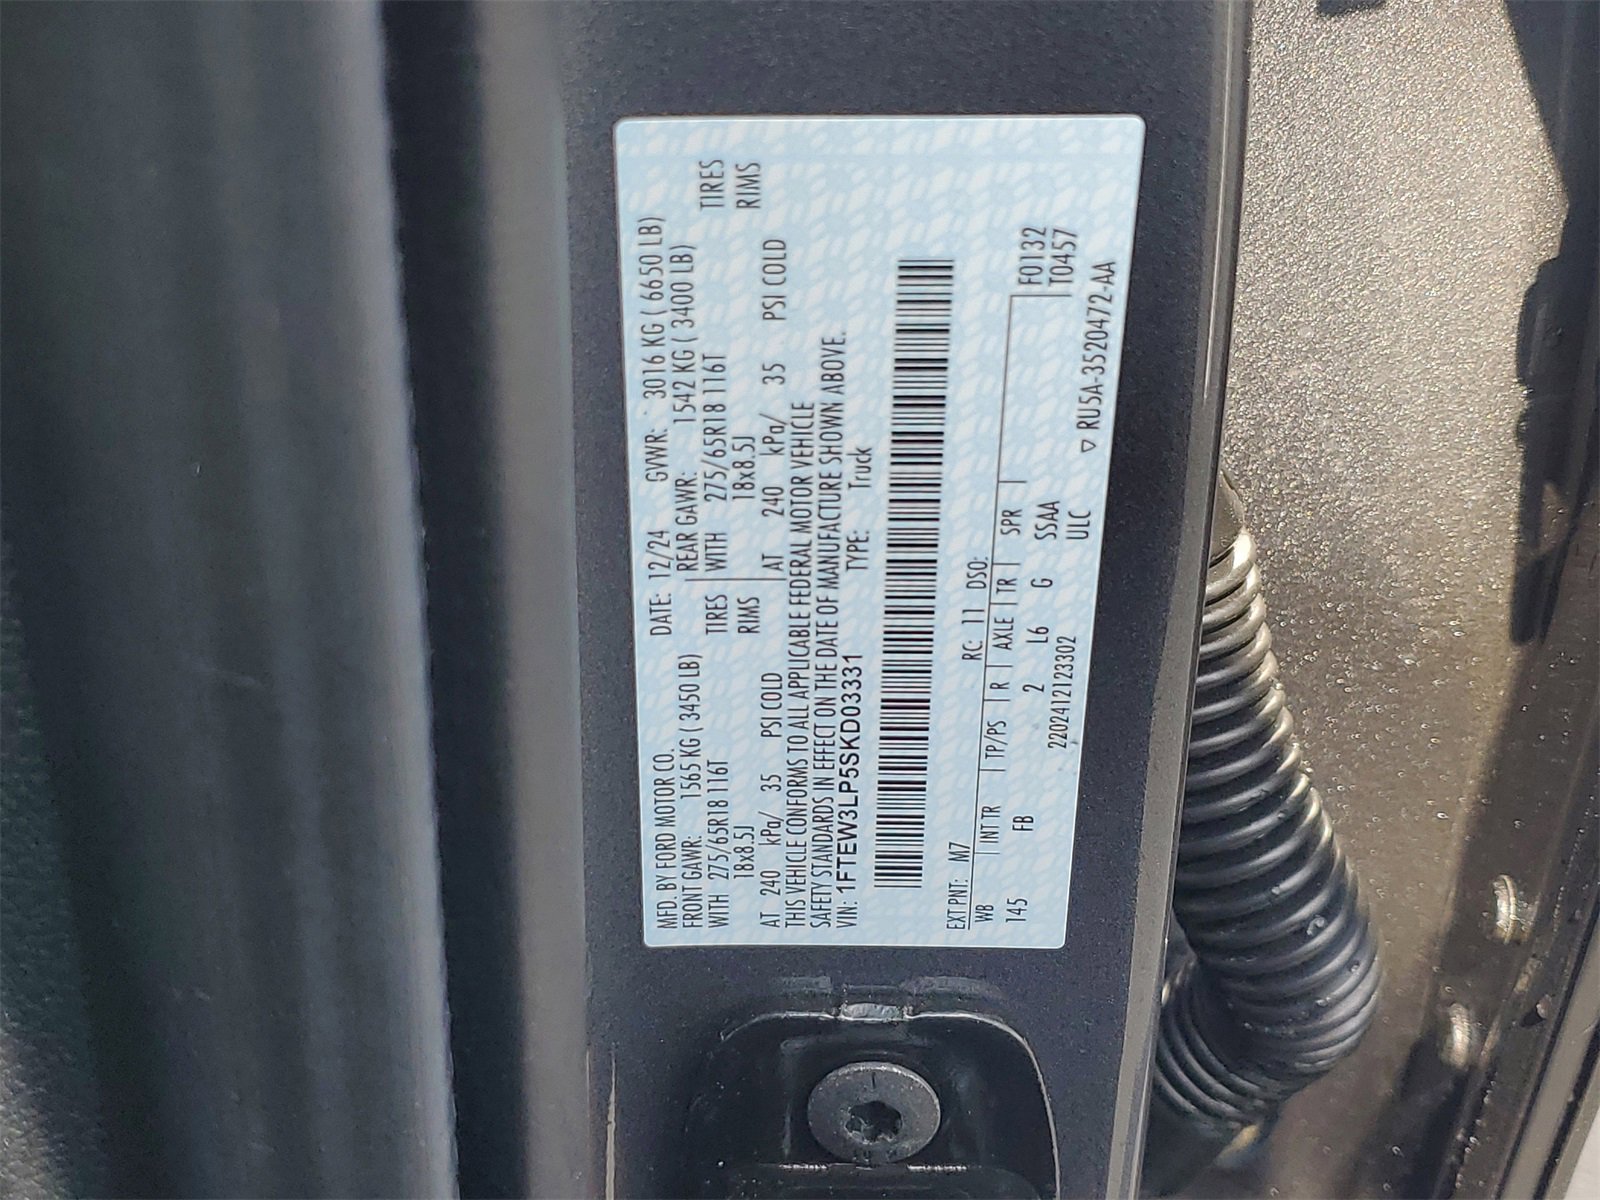 MFD. BY FORD MOTOR CO. DATE: 12/24 GVWR: 3016 KG ( 6650 LB)
FRONT GAWR: 1565 KG ( 3450 LB) REAR GAWR: 1542 KG ( 3400 LB)
WITH 275/65R18 116T TIRES WITH 275/65R18 116T TIRES
18x8.5J RIMS 18x8.5J RIMS
AT 240 kPa/ 35 PSI COLD AT 240 kPa/ 35 PSI COLD
THIS VEHICLE CONFORMS TO ALL APPLICABLE FEDERAL MOTOR VEHICLE
SAFETY STANDARDS IN EFFECT ON THE DATE OF MANUFACTURE SHOWN ABOVE.
VIN: 1FTEW3LP5SKD03331 TYPE: Truck
EXT PNT: M7 RC: 11 DSO:
WB INT TR TP/PS R AXLE TR SPR F0132
145 FB 2 L6 G SSAA T0457
2202412123302 ULC
▽ RU5A-3520472-AA